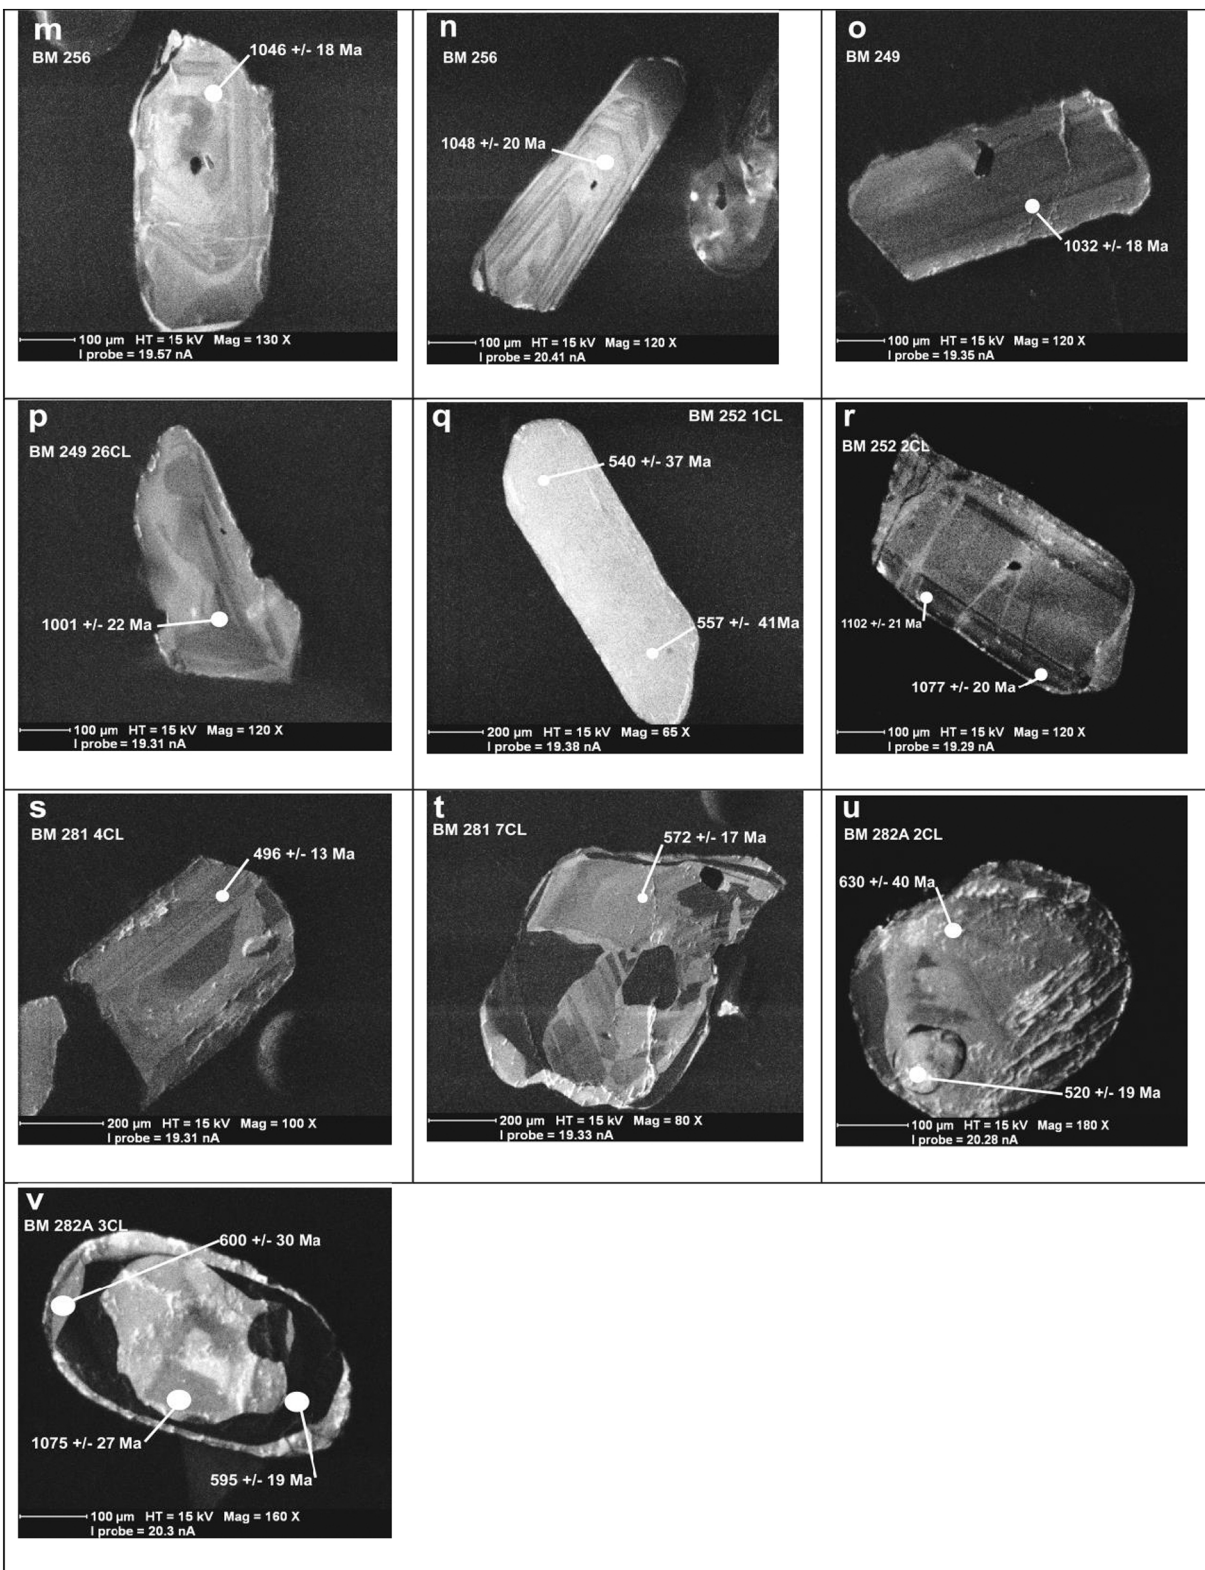 m
BM 256
1046 +/- 18 Ma
100 µm HT = 15 kV Mag = 130 X
I probe = 19.57 nA
n
BM 256
1048 +/- 20 Ma
100 µm HT = 15 kV Mag = 120 X
I probe = 20.41 nA
o
BM 249
1032 +/- 18 Ma
100 µm HT = 15 kV Mag = 120 X
I probe = 19.35 nA
p
BM 249 26CL
1001 +/- 22 Ma
100 µm HT = 15 kV Mag = 120 X
I probe = 19.31 nA
q
BM 252 1CL
540 +/- 37 Ma
557 +/- 41Ma
200 µm HT = 15 kV Mag = 65 X
I probe = 19.38 nA
r
BM 252 2CL
1102 +/- 21 Ma
1077 +/- 20 Ma
100 µm HT = 15 kV Mag = 120 X
I probe = 19.29 nA
s
BM 281 4CL
496 +/- 13 Ma
200 µm HT = 15 kV Mag = 100 X
I probe = 19.31 nA
t
BM 281 7CL
572 +/- 17 Ma
200 µm HT = 15 kV Mag = 80 X
I probe = 19.33 nA
u
BM 282A 2CL
630 +/- 40 Ma
520 +/- 19 Ma
100 µm HT = 15 kV Mag = 180 X
I probe = 20.28 nA
v
BM 282A 3CL
600 +/- 30 Ma
1075 +/- 27 Ma
595 +/- 19 Ma
100 µm HT = 15 kV Mag = 160 X
I probe = 20.3 nA